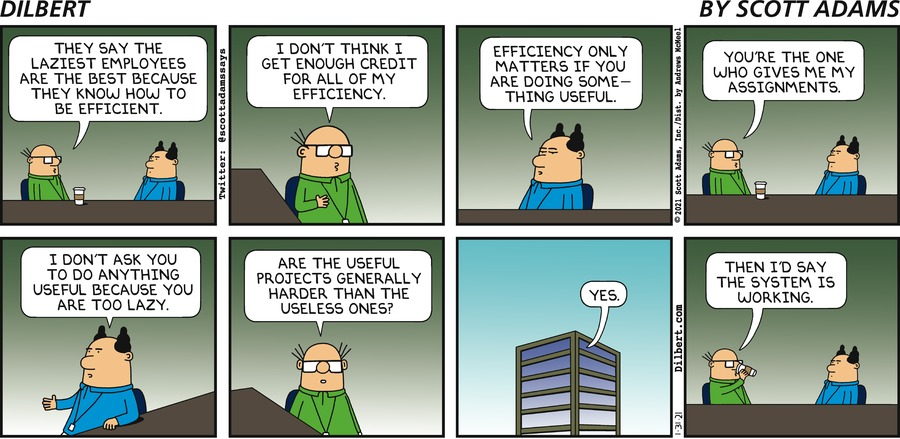 DILBERT
BY SCOTT ADAMS
THEY SAY THE
LAZIEST EMPLOYEES
ARE THE BEST BECAUSE
THEY KNOW HOW TO
BE EFFICIENT.
Twitter: @scottadamssays
I DON'T THINK I
GET ENOUGH CREDIT
FOR ALL OF MY
EFFICIENCY.
EFFICIENCY ONLY
MATTERS IF YOU
ARE DOING SOME-
THING USEFUL.
© 2021 Scott Adams, Inc./Dist. by Andrews McMeel
YOU'RE THE ONE
WHO GIVES ME MY
ASSIGNMENTS.
I DON'T ASK YOU
TO DO ANYTHING
USEFUL BECAUSE YOU
ARE TOO LAZY.
ARE THE USEFUL
PROJECTS GENERALLY
HARDER THAN THE
USELESS ONES?
YES.
Dilbert.com
1-31-21
THEN I'D SAY
THE SYSTEM IS
WORKING.